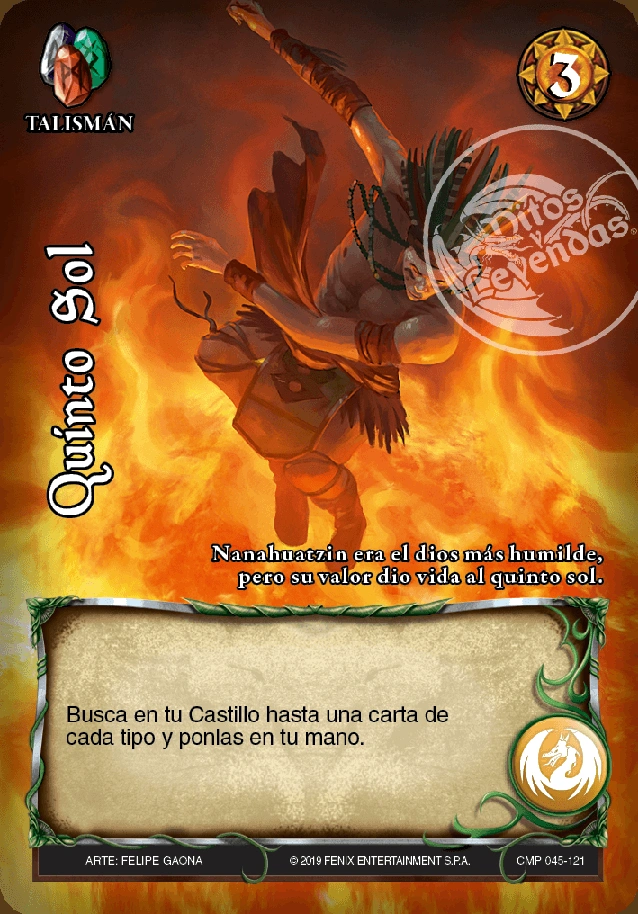 TALISMÁN
3
Mitos
y
Leyendas
®
Quinto Sol
Nanahuatzin era el dios más humilde,
pero su valor dio vida al quinto sol.
Busca en tu Castillo hasta una carta de
cada tipo y ponlas en tu mano.
ARTE: FELIPE GAONA
© 2019 FENIX ENTERTAINMENT S.P.A.
CMP 045-121